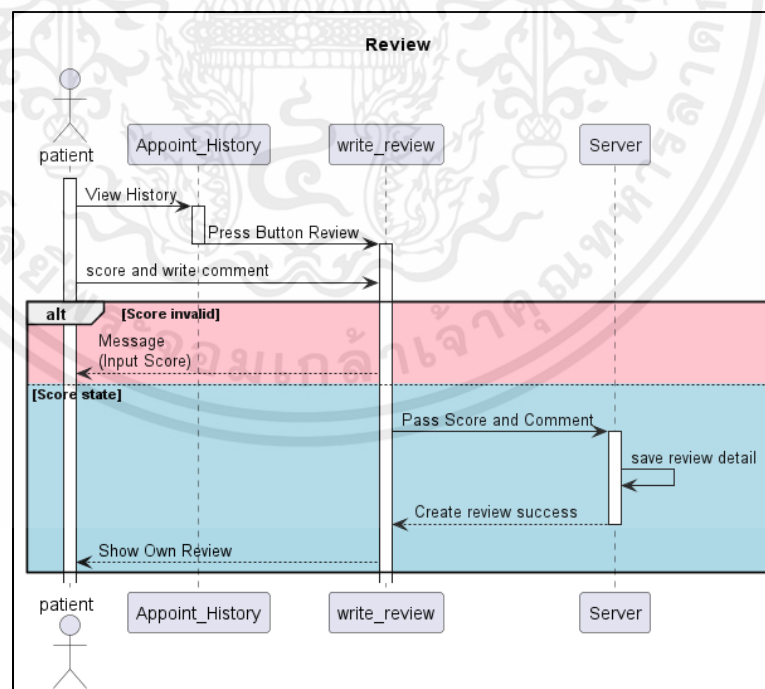 Review
patient
Appoint_History
write_review
Server
View History
Press Button Review
score and write comment
alt
[Score invalid]
Message
(Input Score)
[Score state]
Pass Score and Comment
save review detail
Create review success
Show Own Review
patient
Appoint_History
write_review
Server